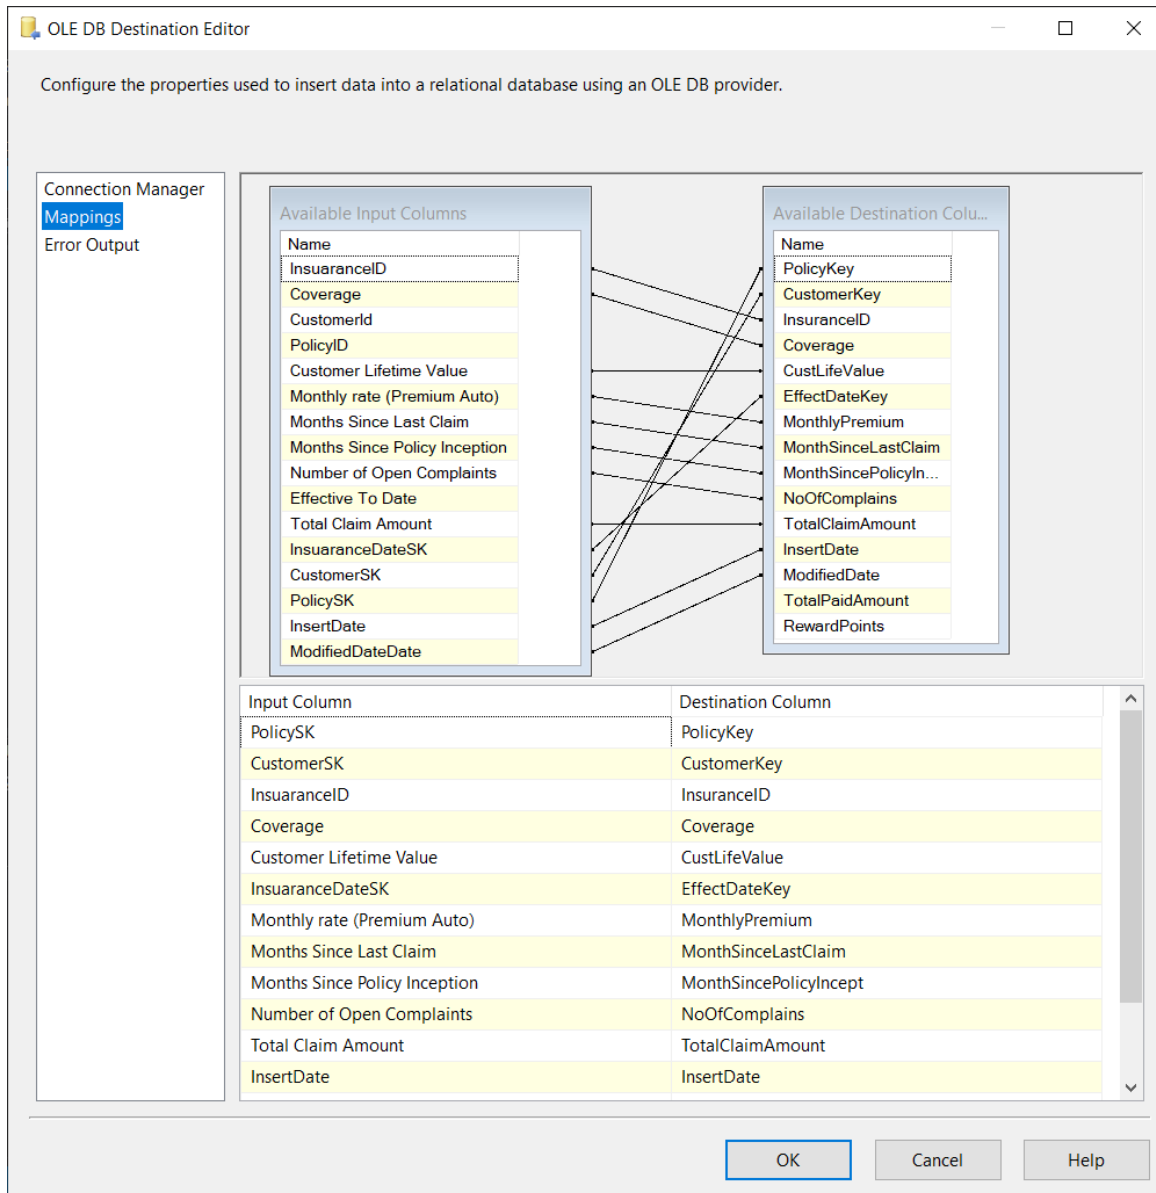 OLE DB Destination Editor
Configure the properties used to insert data into a relational database using an OLE DB provider.
Connection Manager
Mappings
Error Output
Available Input Columns
Name
InsuaranceID
Coverage
CustomerId
PolicyID
Customer Lifetime Value
Monthly rate (Premium Auto)
Months Since Last Claim
Months Since Policy Inception
Number of Open Complaints
Effective To Date
Total Claim Amount
InsuaranceDateSK
CustomerSK
PolicySK
InsertDate
ModifiedDateDate
Available Destination Colu...
Name
PolicyKey
CustomerKey
InsuranceID
Coverage
CustLifeValue
EffectDateKey
MonthlyPremium
MonthSinceLastClaim
MonthSincePolicyIn...
NoOfComplains
TotalClaimAmount
InsertDate
ModifiedDate
TotalPaidAmount
RewardPoints
Input Column Destination Column
PolicySK PolicyKey
CustomerSK CustomerKey
InsuaranceID InsuranceID
Coverage Coverage
Customer Lifetime Value CustLifeValue
InsuaranceDateSK EffectDateKey
Monthly rate (Premium Auto) MonthlyPremium
Months Since Last Claim MonthSinceLastClaim
Months Since Policy Inception MonthSincePolicyIncept
Number of Open Complaints NoOfComplains
Total Claim Amount TotalClaimAmount
InsertDate InsertDate
OK Cancel Help